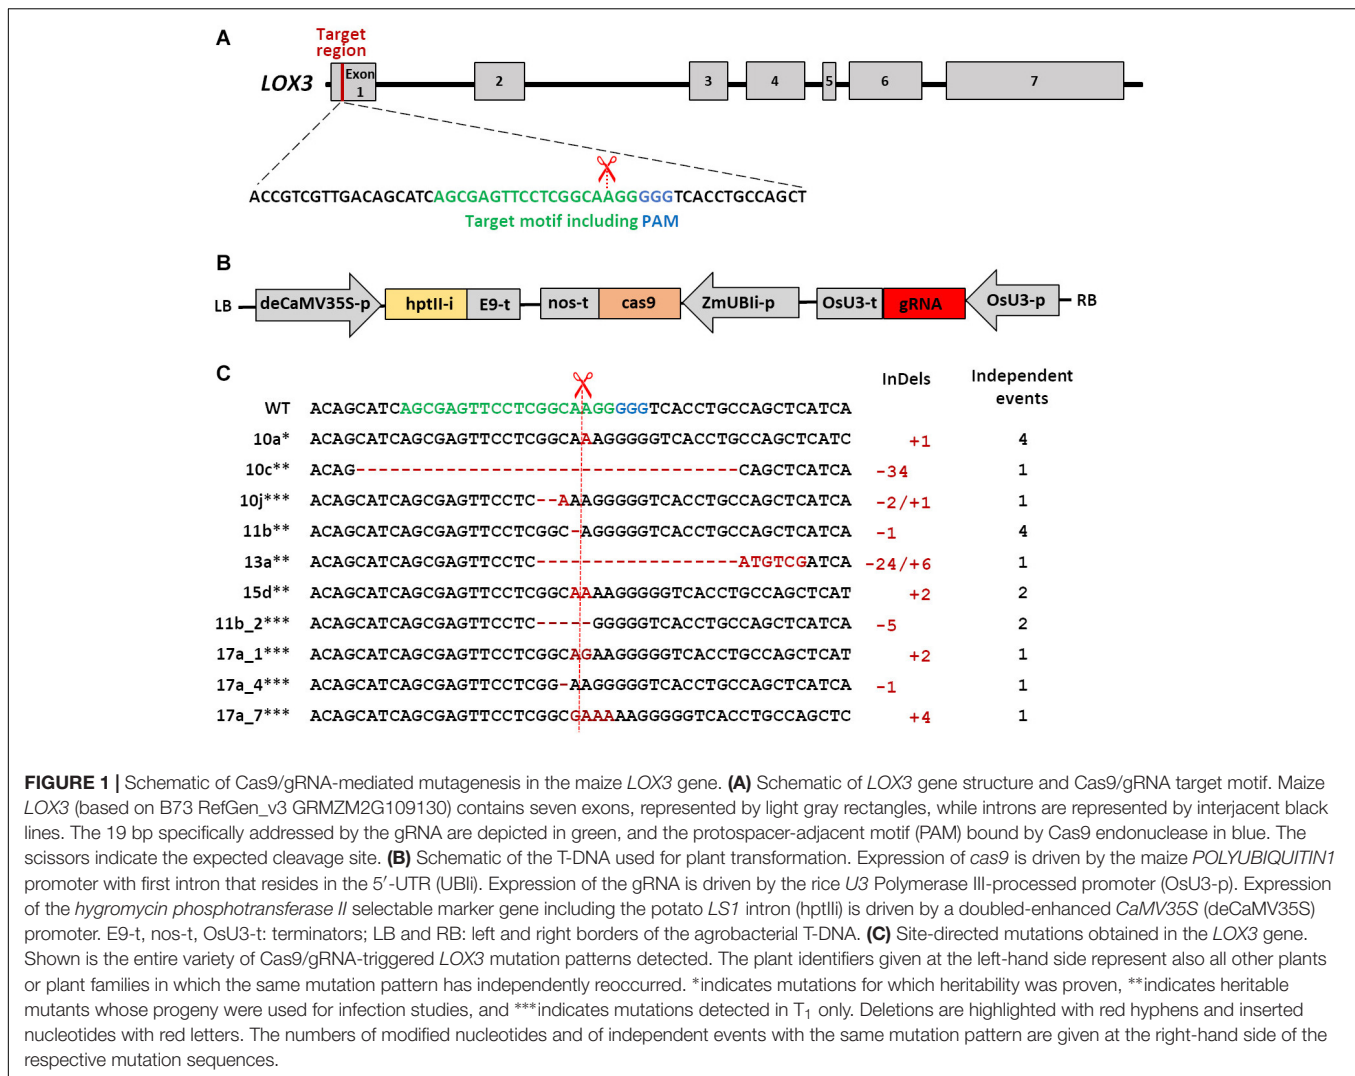 A
Target
region
LOX3
Exon
1
2
3
4
5
6
7
ACCGTCGTTGACAGCATCAGCGAGTTCCTCGGCAAGGGGGTCACCTGCCAGCT
Target motif including PAM
B
LB deCaMV35S-p hptII-i E9-t nos-t cas9 ZmUBIi-p OsU3-t gRNA OsU3-p RB
C
InDels Independent
events
WT ACAGCATCAGCGAGTTCCTCGGCAAGGGGGTCACCTGCCAGCTCATCA
10a* ACAGCATCAGCGAGTTCCTCGGCAAAGGGGGTCACCTGCCAGCTCATC +1 4
10c** ACAG----------------------------------CAGCTCATCA -34 1
10j*** ACAGCATCAGCGAGTTCCTC--AAAGGGGGTCACCTGCCAGCTCATCA -2/+1 1
11b** ACAGCATCAGCGAGTTCCTCGGC-AGGGGGTCACCTGCCAGCTCATCA -1 4
13a** ACAGCATCAGCGAGTTCCTC------------------ATGTCGATCA -24/+6 1
15d** ACAGCATCAGCGAGTTCCTCGGCAAAAGGGGGTCACCTGCCAGCTCAT +2 2
11b_2*** ACAGCATCAGCGAGTTCCTC-----GGGGGTCACCTGCCAGCTCATCA -5 2
17a_1*** ACAGCATCAGCGAGTTCCTCGGCAGAAGGGGGTCACCTGCCAGCTCAT +2 1
17a_4*** ACAGCATCAGCGAGTTCCTCGG-AAGGGGGTCACCTGCCAGCTCATCA -1 1
17a_7*** ACAGCATCAGCGAGTTCCTCGGCGAAAAAGGGGGTCACCTGCCAGCTC +4 1
FIGURE 1 | Schematic of Cas9/gRNA-mediated mutagenesis in the maize LOX3 gene. (A) Schematic of LOX3 gene structure and Cas9/gRNA target motif. Maize
LOX3 (based on B73 RefGen_v3 GRMZM2G109130) contains seven exons, represented by light gray rectangles, while introns are represented by interjacent black
lines. The 19 bp specifically addressed by the gRNA are depicted in green, and the protospacer-adjacent motif (PAM) bound by Cas9 endonuclease in blue. The
scissors indicate the expected cleavage site. (B) Schematic of the T-DNA used for plant transformation. Expression of cas9 is driven by the maize POLYUBIQUITIN1
promoter with first intron that resides in the 5′-UTR (UBIi). Expression of the gRNA is driven by the rice U3 Polymerase III-processed promoter (OsU3-p). Expression
of the hygromycin phosphotransferase II selectable marker gene including the potato LS1 intron (hptIIi) is driven by a doubled-enhanced CaMV35S (deCaMV35S)
promoter. E9-t, nos-t, OsU3-t: terminators; LB and RB: left and right borders of the agrobacterial T-DNA. (C) Site-directed mutations obtained in the LOX3 gene.
Shown is the entire variety of Cas9/gRNA-triggered LOX3 mutation patterns detected. The plant identifiers given at the left-hand side represent also all other plants
or plant families in which the same mutation pattern has independently reoccurred. *indicates mutations for which heritability was proven, **indicates heritable
mutants whose progeny were used for infection studies, and ***indicates mutations detected in T1 only. Deletions are highlighted with red hyphens and inserted
nucleotides with red letters. The numbers of modified nucleotides and of independent events with the same mutation pattern are given at the right-hand side of the
respective mutation sequences.